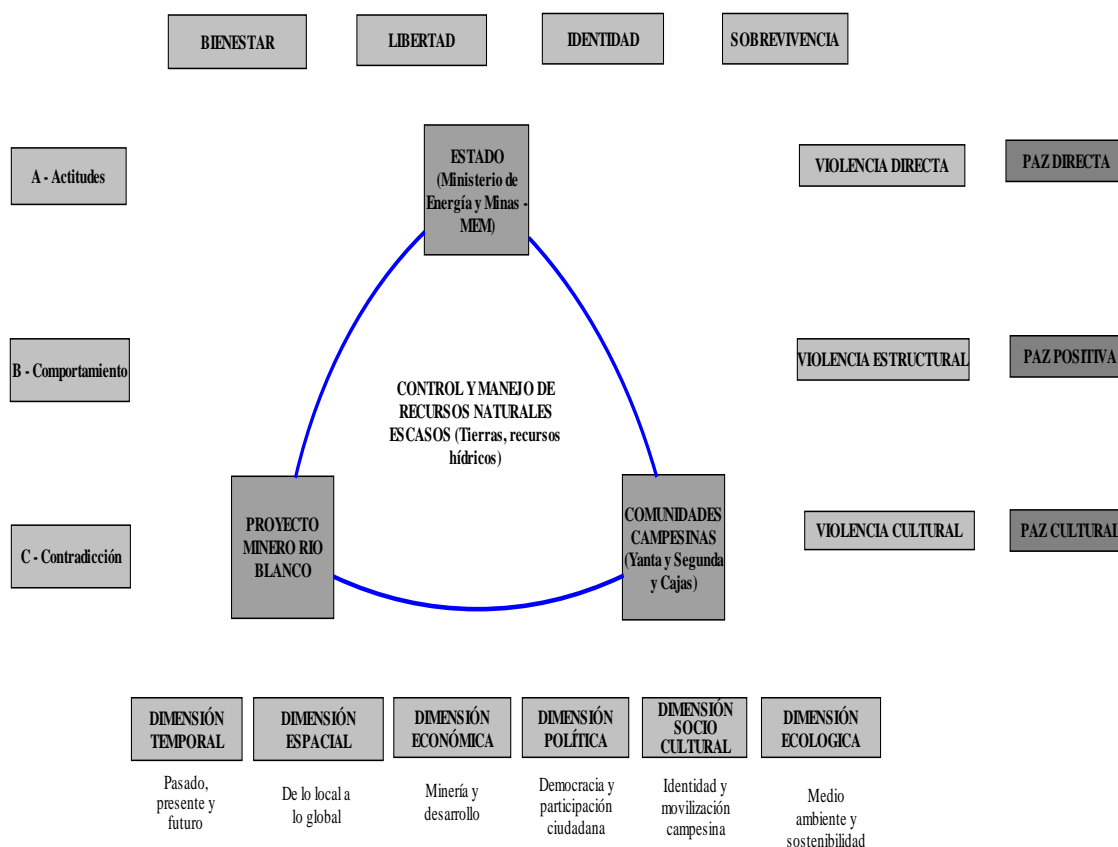 BIENESTAR
LIBERTAD
IDENTIDAD
SOBREVIVENCIA
A - Actitudes
ESTADO
(Ministerio de
Energía y Minas -
MEM)
VIOLENCIA DIRECTA
PAZ DIRECTA
B - Comportamiento
CONTROL Y MANEJO DE
RECURSOS NATURALES
ESCASOS (Tierras, recursos
hídricos)
VIOLENCIA ESTRUCTURAL
PAZ POSITIVA
C - Contradicción
PROYECTO
MINERO RIO
BLANCO
COMUNIDADES
CAMPESINAS
(Yanta y Segunda
y Cajas)
VIOLENCIA CULTURAL
PAZ CULTURAL
DIMENSIÓN
TEMPORAL
Pasado,
presente y
futuro
DIMENSIÓN
ESPACIAL
De lo local a
lo global
DIMENSIÓN
ECONÓMICA
Minería y
desarrollo
DIMENSIÓN
POLÍTICA
Democracia y
participación
ciudadana
DIMENSIÓN
SOCIO
CULTURAL
Identidad y
movilización
campesina
DIMENSIÓN
ECOLOGICA
Medio
ambiente y
sostenibilidad